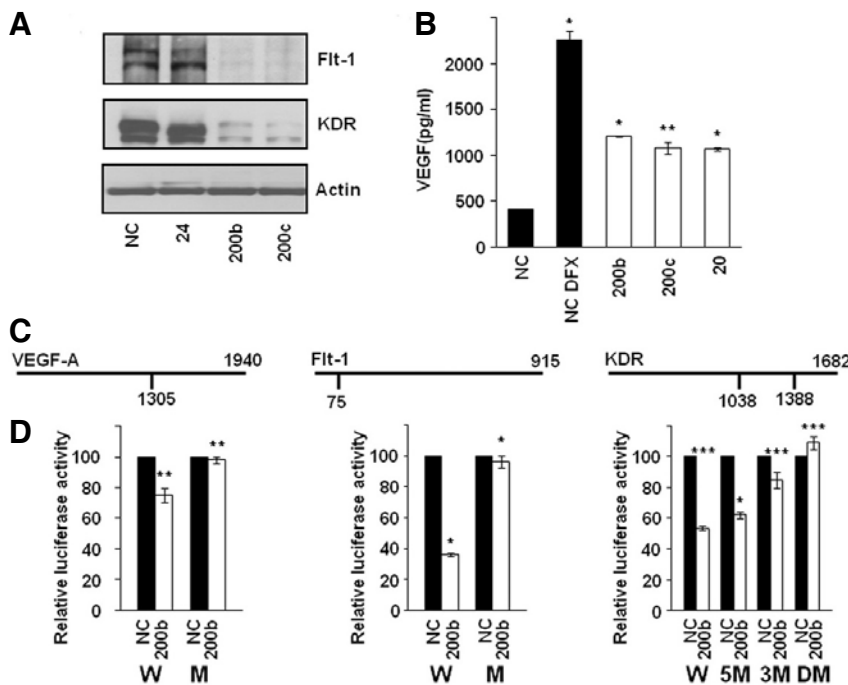 A
Flt-1
KDR
Actin
NC 24 200b 200c
B
VEGF(pg/ml)
2000
1500
1000
500
0
* * ** *
NC NC DFX 200b 200c 20
C
VEGF-A 1940
1305
Flt-1 915
75
KDR 1682
1038 1388
D
Relative luciferase activity
100
80
60
40
20
0
** **
NC 200b NC 200b
W M
Relative luciferase activity
100
80
60
40
20
0
* *
NC 200b NC 200b
W M
Relative luciferase activity
100
80
60
40
20
0
*** * *** ***
NC 200b NC 200b NC 200b NC 200b
W 5M 3M DM